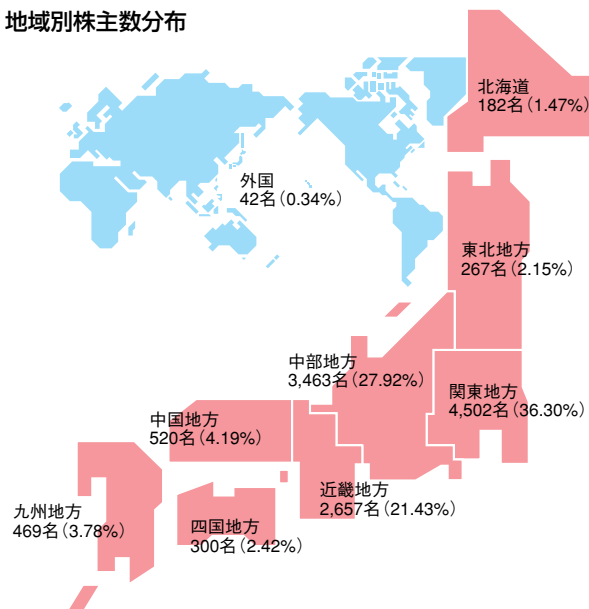 地域別株主数分布
北海道
182名(1.47%)
外国
42名(0.34%)
東北地方
267名(2.15%)
中部地方
3,463名(27.92%)
関東地方
4,502名(36.30%)
中国地方
520名(4.19%)
近畿地方
2,657名(21.43%)
九州地方
469名(3.78%)
四国地方
300名(2.42%)